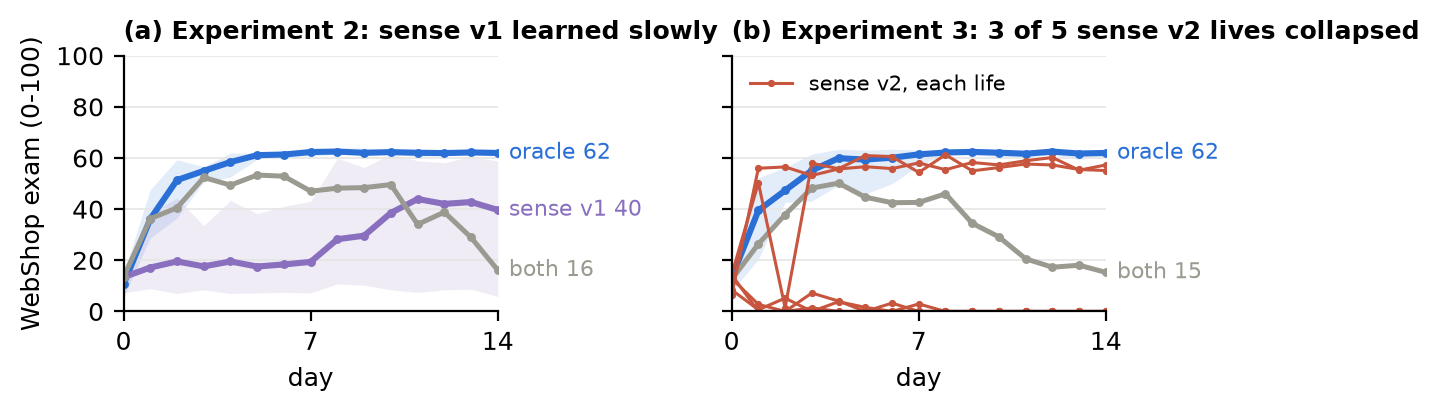 (a) Experiment 2: sense v1 learned slowly
WebShop exam (0-100)
100
80
60
40
20
0
oracle 62
sense v1 40
both 16
0 7 14
day
(b) Experiment 3: 3 of 5 sense v2 lives collapsed
sense v2, each life
oracle 62
both 15
0 7 14
day